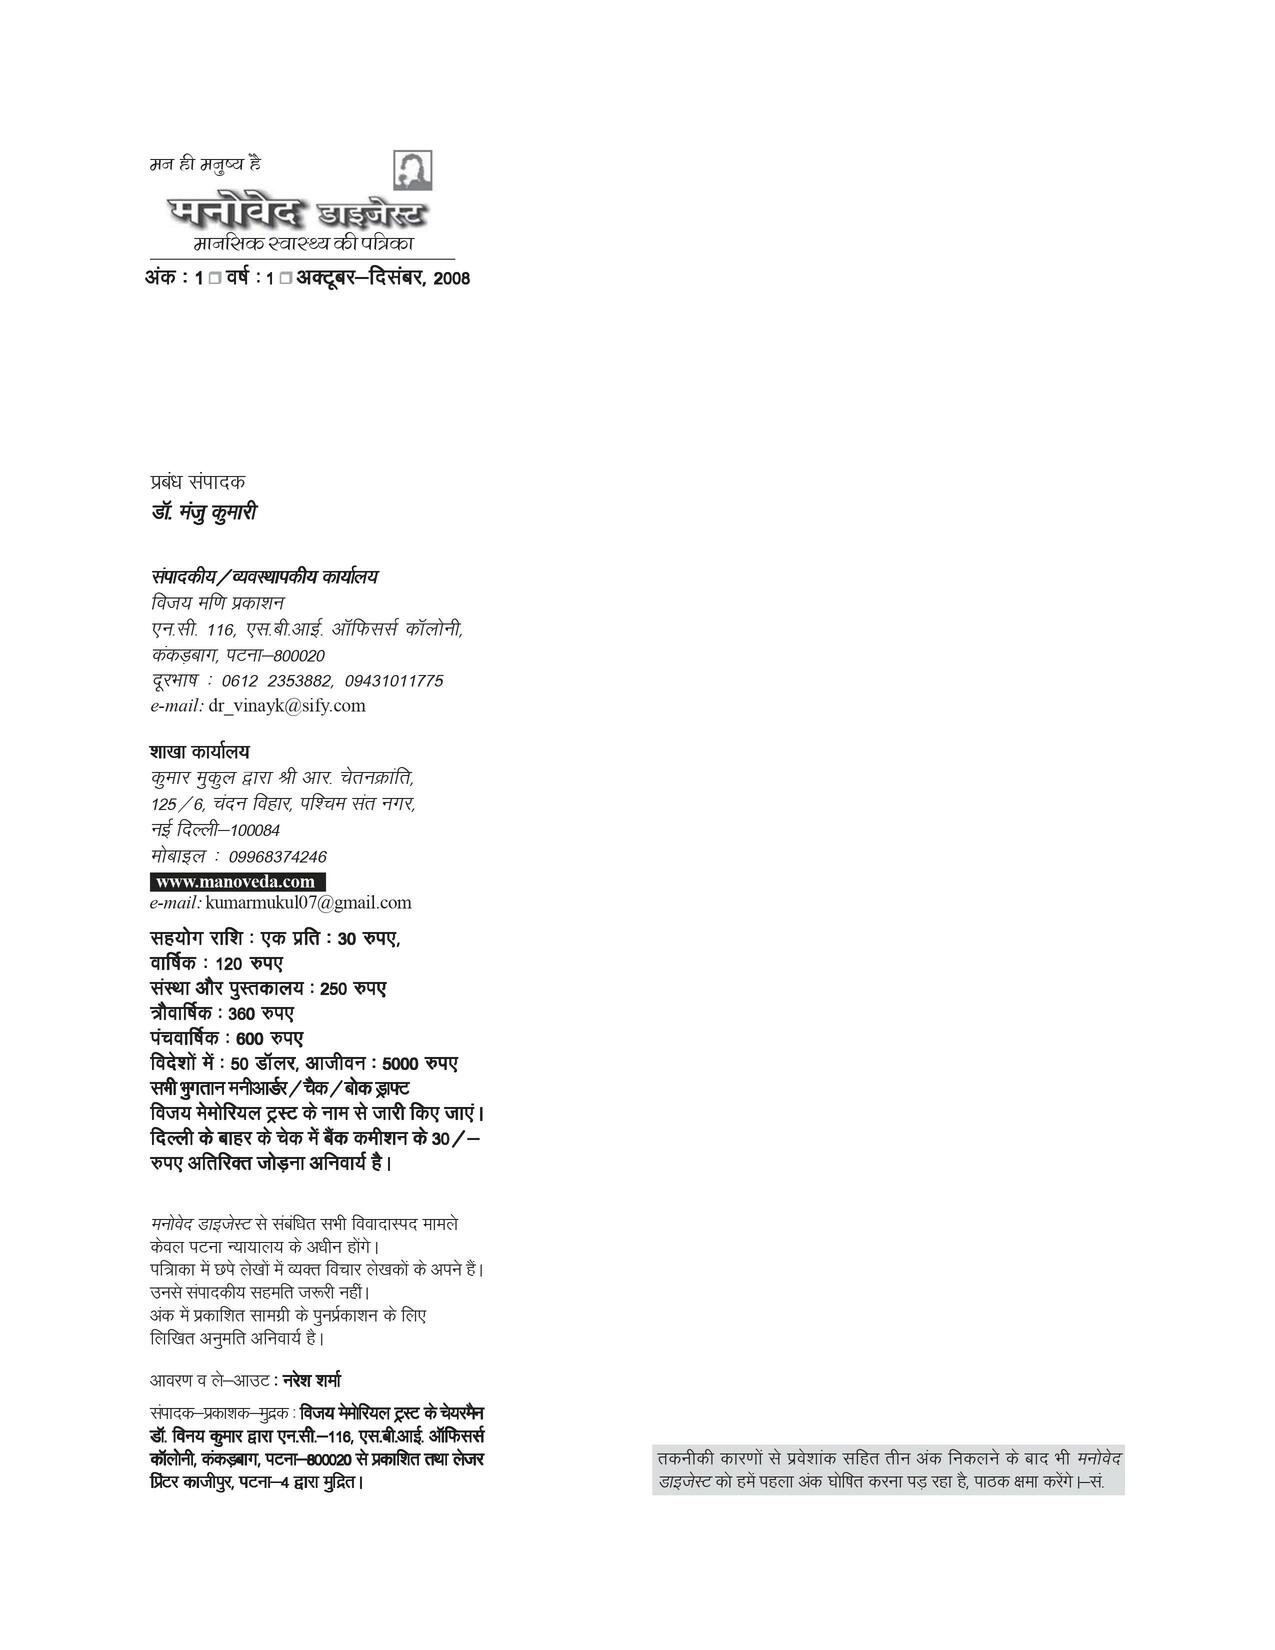 मन ही मनुष्य है
मनोवेद डाइजेस्ट
मानसिक स्वास्थ्य की पत्रिका
अंक : 1 □ वर्ष : 1 □ अक्टूबर–दिसंबर, 2008
प्रबंध संपादक
डॉ. मंजु कुमारी
संपादकीय/व्यवस्थापकीय कार्यालय
विजय मणि प्रकाशन
एन.सी. 116, एस.बी.आई. ऑफिसर्स कॉलोनी,
कंकड़बाग, पटना–800020
दूरभाष : 0612 2353882, 09431011775
e-mail: dr_vinayk@sify.com
शाखा कार्यालय
कुमार मुकुल द्वारा श्री आर. चेतनक्रांति,
125/6, चंदन विहार, पश्चिम संत नगर,
नई दिल्ली–100084
मोबाइल : 09968374246
www.manoveda.com
e-mail: kumarmukul07@gmail.com
सहयोग राशि : एक प्रति : 30 रुपए,
वार्षिक : 120 रुपए
संस्था और पुस्तकालय : 250 रुपए
त्रौवार्षिक : 360 रुपए
पंचवार्षिक : 600 रुपए
विदेशों में : 50 डॉलर, आजीवन : 5000 रुपए
सभी भुगतान मनीआर्डर/चैक/बोक ड्राफ्ट
विजय मेमोरियल ट्रस्ट के नाम से जारी किए जाएं।
दिल्ली के बाहर के चेक में बैंक कमीशन के 30/–
रुपए अतिरिक्त जोड़ना अनिवार्य है।
मनोवेद डाइजेस्ट से संबंधित सभी विवादास्पद मामले
केवल पटना न्यायालय के अधीन होंगे।
पत्रिाका में छपे लेखों में व्यक्त विचार लेखकों के अपने हैं।
उनसे संपादकीय सहमति जरूरी नहीं।
अंक में प्रकाशित सामग्री के पुनर्प्रकाशन के लिए
लिखित अनुमति अनिवार्य है।
आवरण व ले–आउट : नरेश शर्मा
संपादक–प्रकाशक–मुद्रक : विजय मेमोरियल ट्रस्ट के चेयरमैन
डॉ. विनय कुमार द्वारा एन.सी.–116, एस.बी.आई. ऑफिसर्स
कॉलोनी, कंकड़बाग, पटना–800020 से प्रकाशित तथा लेजर
प्रिंटर काजीपुर, पटना–4 द्वारा मुद्रित।
तकनीकी कारणों से प्रवेशांक सहित तीन अंक निकलने के बाद भी मनोवेद
डाइजेस्ट को हमें पहला अंक घोषित करना पड़ रहा है, पाठक क्षमा करेंगे।–सं.